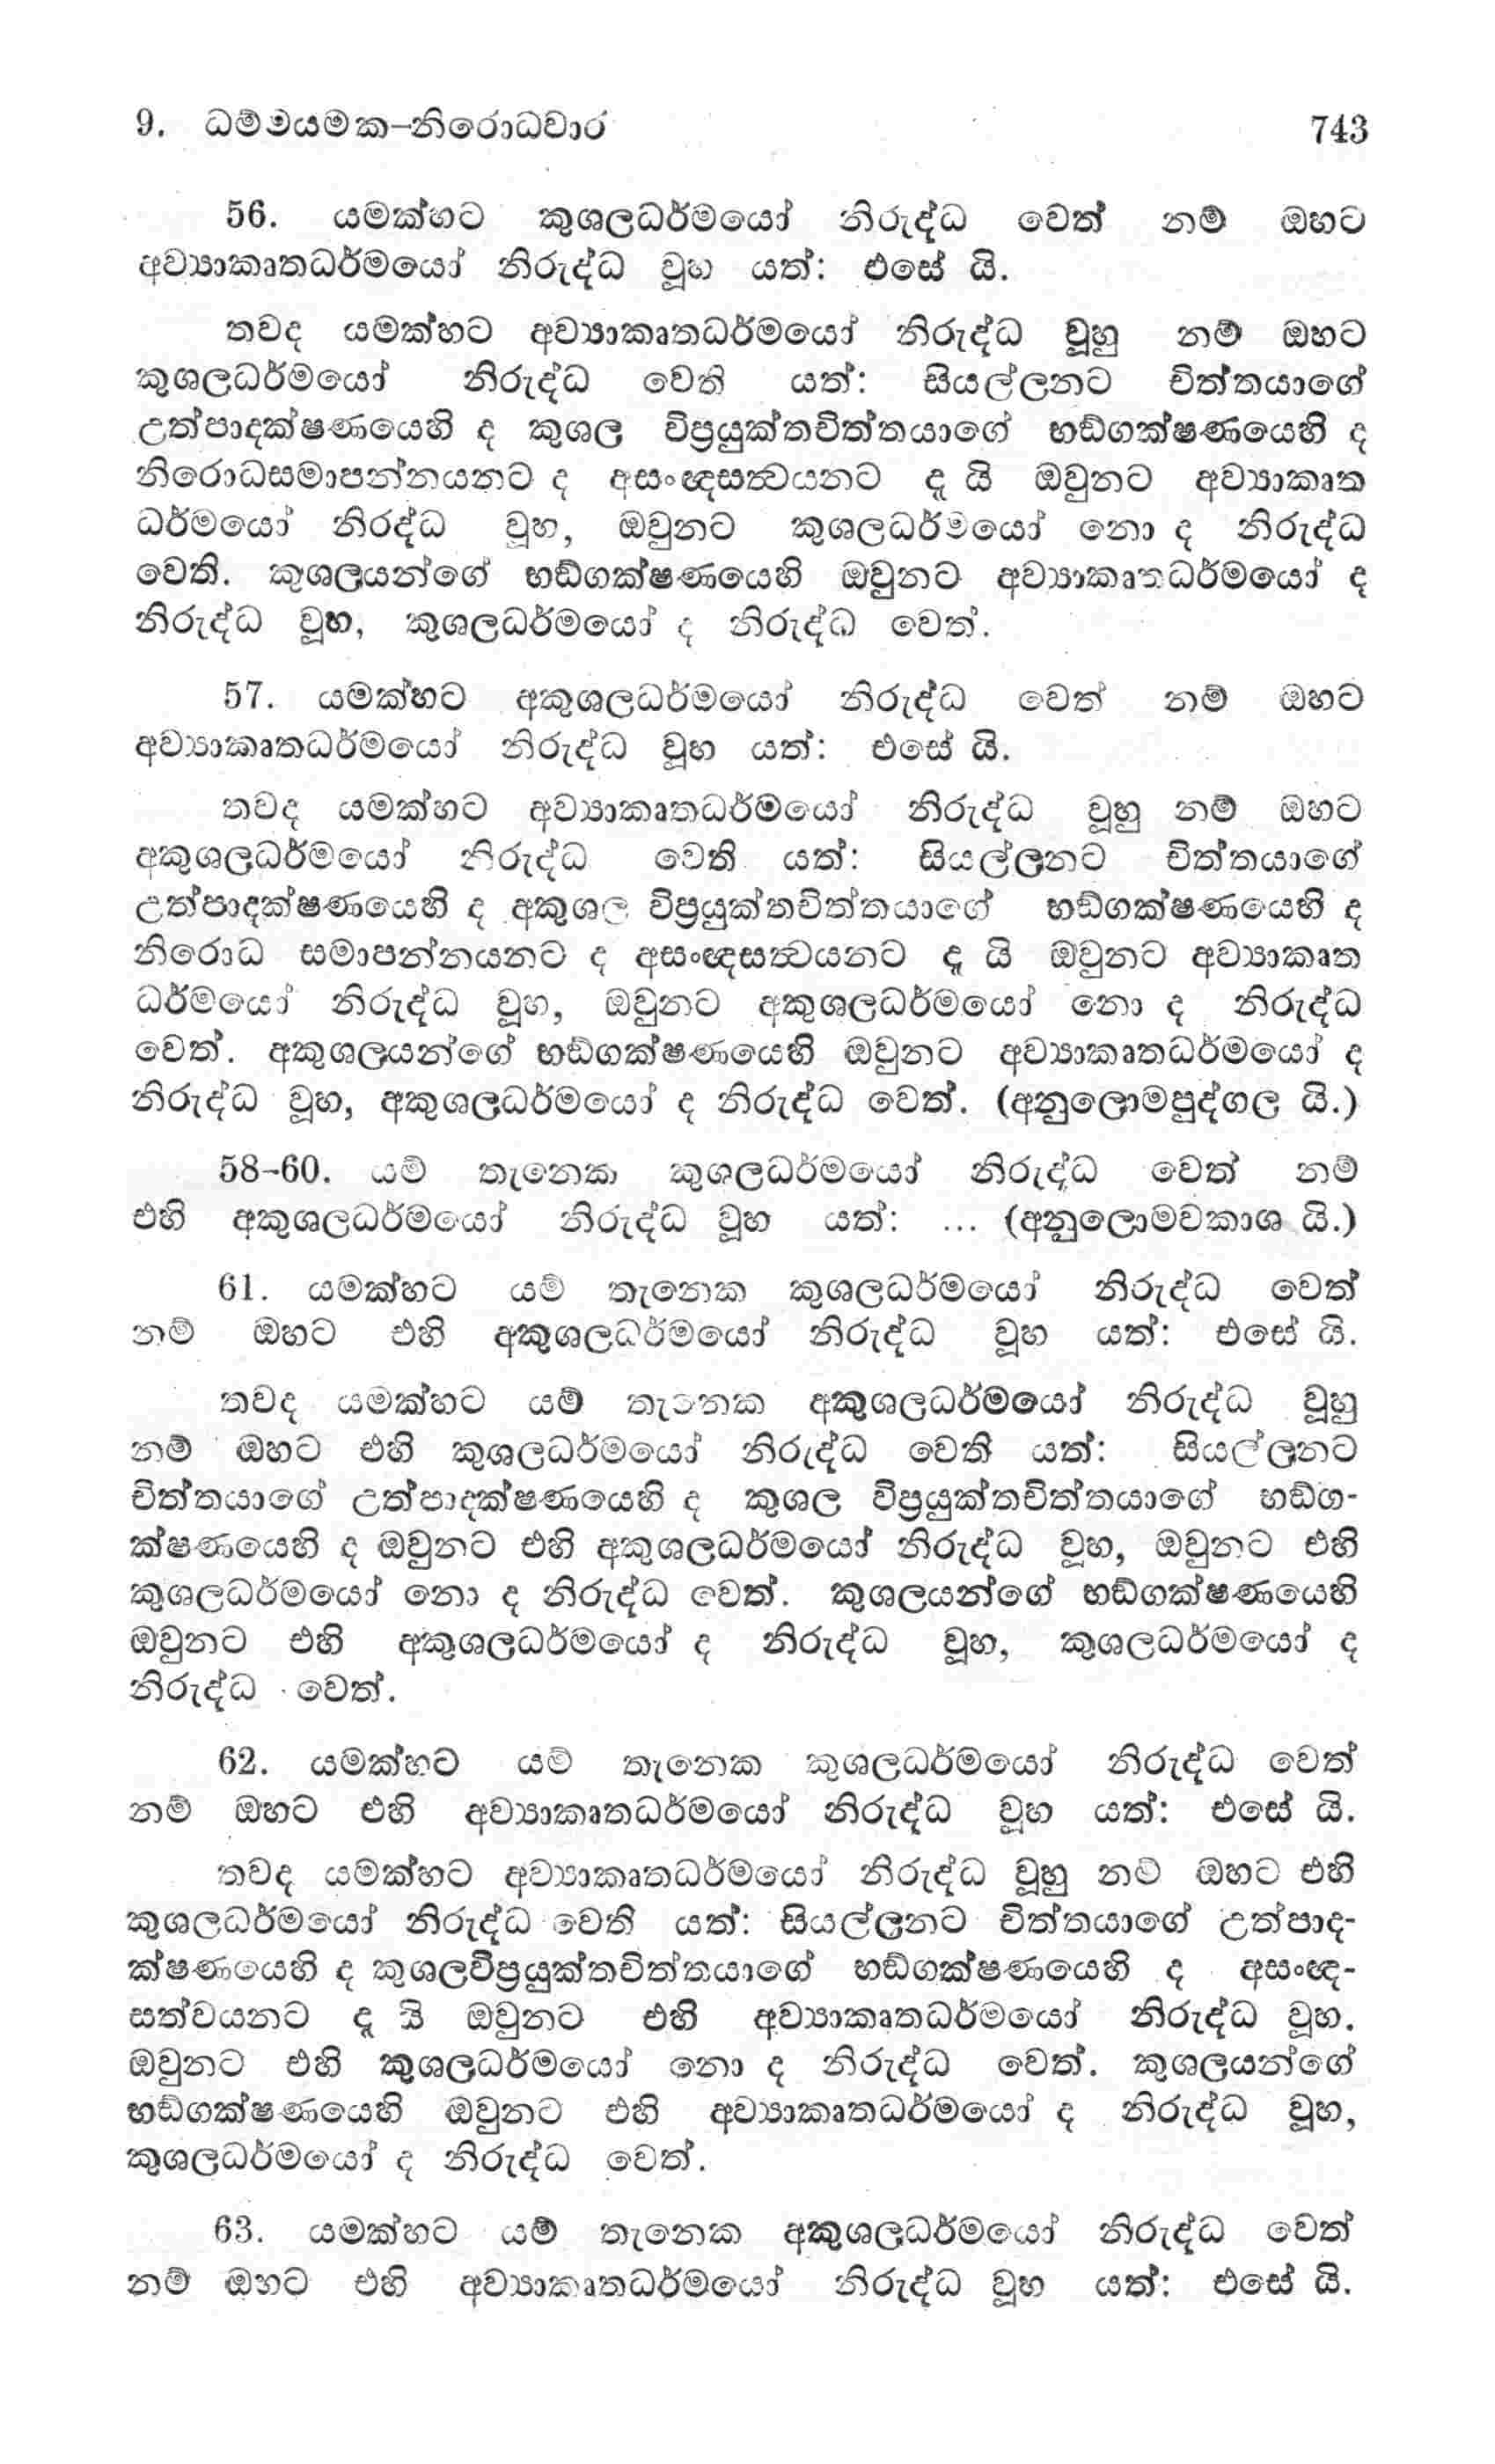 9. ධම්මයමක-නිරොධවාර 743
56. යමක්හට කුශලධර්මයෝ නිරුද්ධ වෙත් නම් ඔහට
අව්‍යාකෘතධර්මයෝ නිරුද්ධ වූහ යත්: එසේ යි.
තවද යමක්හට අව්‍යාකෘතධර්මයෝ නිරුද්ධ වූහු නම් ඔහට
කුශලධර්මයෝ නිරුද්ධ වෙති යත්: සියල්ලනට චිත්තයාගේ
උත්පාදක්ෂණයෙහි ද කුශල විප්‍රයුක්තචිත්තයාගේ භඞ්ගක්ෂණයෙහි ද
නිරොධසමාපන්නයනට ද අසංඥසත්‍වයනට ද යි ඔවුනට අව්‍යාකෘත
ධර්මයෝ නිරද්ධ වූහ, ඔවුනට කුශලධර්මයෝ නො ද නිරුද්ධ
වෙති. කුශලයන්ගේ භඞ්ගක්ෂණයෙහි ඔවුනට අව්‍යාකෘතධර්මයෝ ද
නිරුද්ධ වූහ, කුශලධර්මයෝ ද නිරුද්ධ වෙත්.
57. යමක්හට අකුශලධර්මයෝ නිරුද්ධ වෙත් නම් ඔහට
අව්‍යාකෘතධර්මයෝ නිරුද්ධ වූහ යත්: එසේ යි.
තවද යමක්හට අව්‍යාකෘතධර්මයෝ නිරුද්ධ වූහු නම් ඔහට
අකුශලධර්මයෝ නිරුද්ධ වෙති යත්: සියල්ලනට චිත්තයාගේ
උත්පාදක්ෂණයෙහි ද අකුශල විප්‍රයුක්තචිත්තයාගේ භඞ්ගක්ෂණයෙහි ද
නිරොධ සමාපන්නයනට ද අසංඥසත්‍වයනට ද යි ඔවුනට අව්‍යාකෘත
ධර්මයෝ නිරුද්ධ වූහ, ඔවුනට අකුශලධර්මයෝ නො ද නිරුද්ධ
වෙත්. අකුශලයන්ගේ භඞ්ගක්ෂණයෙහි ඔවුනට අව්‍යාකෘතධර්මයෝ ද
නිරුද්ධ වූහ, අකුශලධර්මයෝ ද නිරුද්ධ වෙත්. (අනුලොමපුද්ගල යි.)
58-60. යම් තැනෙක කුශලධර්මයෝ නිරුද්ධ වෙත් නම්
එහි අකුශලධර්මයෝ නිරුද්ධ වූහ යත්: ... (අනුලොමවකාශ යි.)
61. යමක්හට යම් තැනෙක කුශලධර්මයෝ නිරුද්ධ වෙත්
නම් ඔහට එහි අකුශලධර්මයෝ නිරුද්ධ වූහ යත්: එසේ යි.
තවද යමක්හට යම් තැනෙක අකුශලධර්මයෝ නිරුද්ධ වූහු
නම් ඔහට එහි කුශලධර්මයෝ නිරුද්ධ වෙති යත්: සියල්ලනට
චිත්තයාගේ උත්පාදක්ෂණයෙහි ද කුශල විප්‍රයුක්තචිත්තයාගේ භඞ්ග-
ක්ෂණයෙහි ද ඔවුනට එහි අකුශලධර්මයෝ නිරුද්ධ වූහ, ඔවුනට එහි
කුශලධර්මයෝ නො ද නිරුද්ධ වෙත්. කුශලයන්ගේ භඞ්ගක්ෂණයෙහි
ඔවුනට එහි අකුශලධර්මයෝ ද නිරුද්ධ වූහ, කුශලධර්මයෝ ද
නිරුද්ධ වෙත්.
62. යමක්හට යම් තැනෙක කුශලධර්මයෝ නිරුද්ධ වෙත්
නම් ඔහට එහි අව්‍යාකෘතධර්මයෝ නිරුද්ධ වූහ යත්: එසේ යි.
තවද යමක්හට අව්‍යාකෘතධර්මයෝ නිරුද්ධ වූහු නම් ඔහට එහි
කුශලධර්මයෝ නිරුද්ධ වෙති යත්: සියල්ලනට චිත්තයාගේ උත්පාද-
ක්ෂණයෙහි ද කුශලවිප්‍රයුක්තචිත්තයාගේ භඞ්ගක්ෂණයෙහි ද අසංඥ-
සත්වයනට ද යි ඔවුනට එහි අව්‍යාකෘතධර්මයෝ නිරුද්ධ වූහ.
ඔවුනට එහි කුශලධර්මයෝ නො ද නිරුද්ධ වෙත්. කුශලයන්ගේ
භඞ්ගක්ෂණයෙහි ඔවුනට එහි අව්‍යාකෘතධර්මයෝ ද නිරුද්ධ වූහ,
කුශලධර්මයෝ ද නිරුද්ධ වෙත්.
63. යමක්හට යම් තැනෙක අකුශලධර්මයෝ නිරුද්ධ වෙත්
නම් ඔහට එහි අව්‍යාකෘතධර්මයෝ නිරුද්ධ වූහ යත්: එසේ යි.